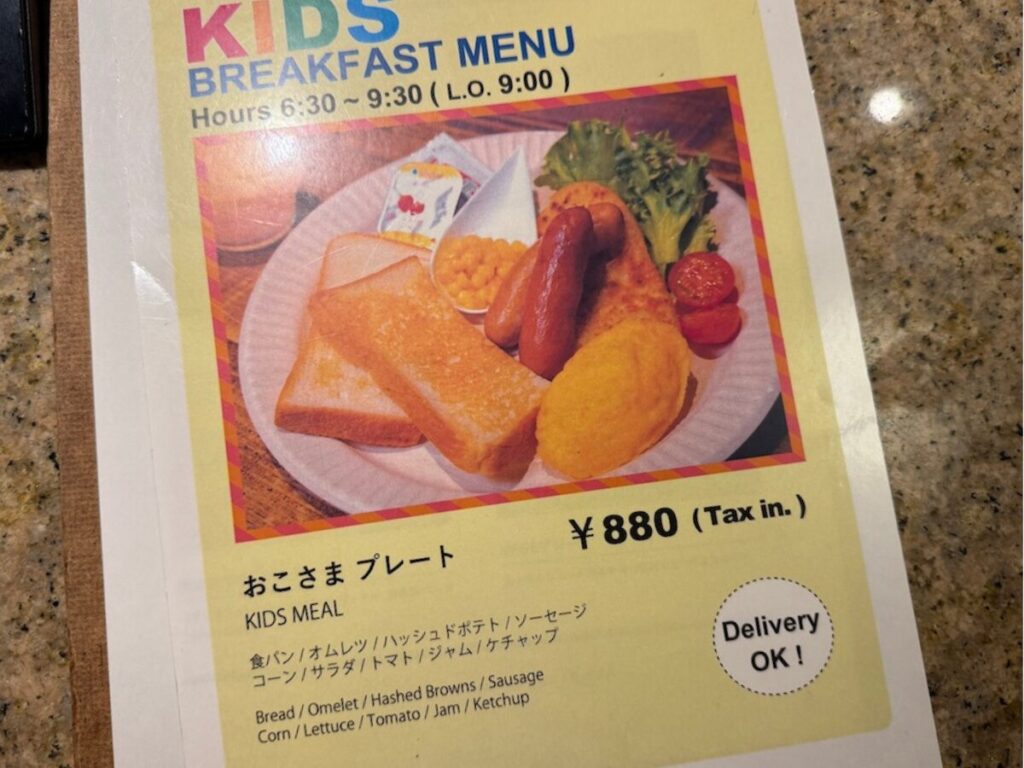 KIDS
BREAKFAST MENU
Hours 6:30 ~ 9:30 ( L.O. 9:00 )
¥880 (Tax in.)
おこさま プレート
KIDS MEAL
食パン / オムレツ / ハッシュドポテト / ソーセージ
コーン / サラダ / トマト / ジャム / ケチャップ
Bread / Omelet / Hashed Browns / Sausage
Corn / Lettuce / Tomato / Jam / Ketchup
Delivery
OK !